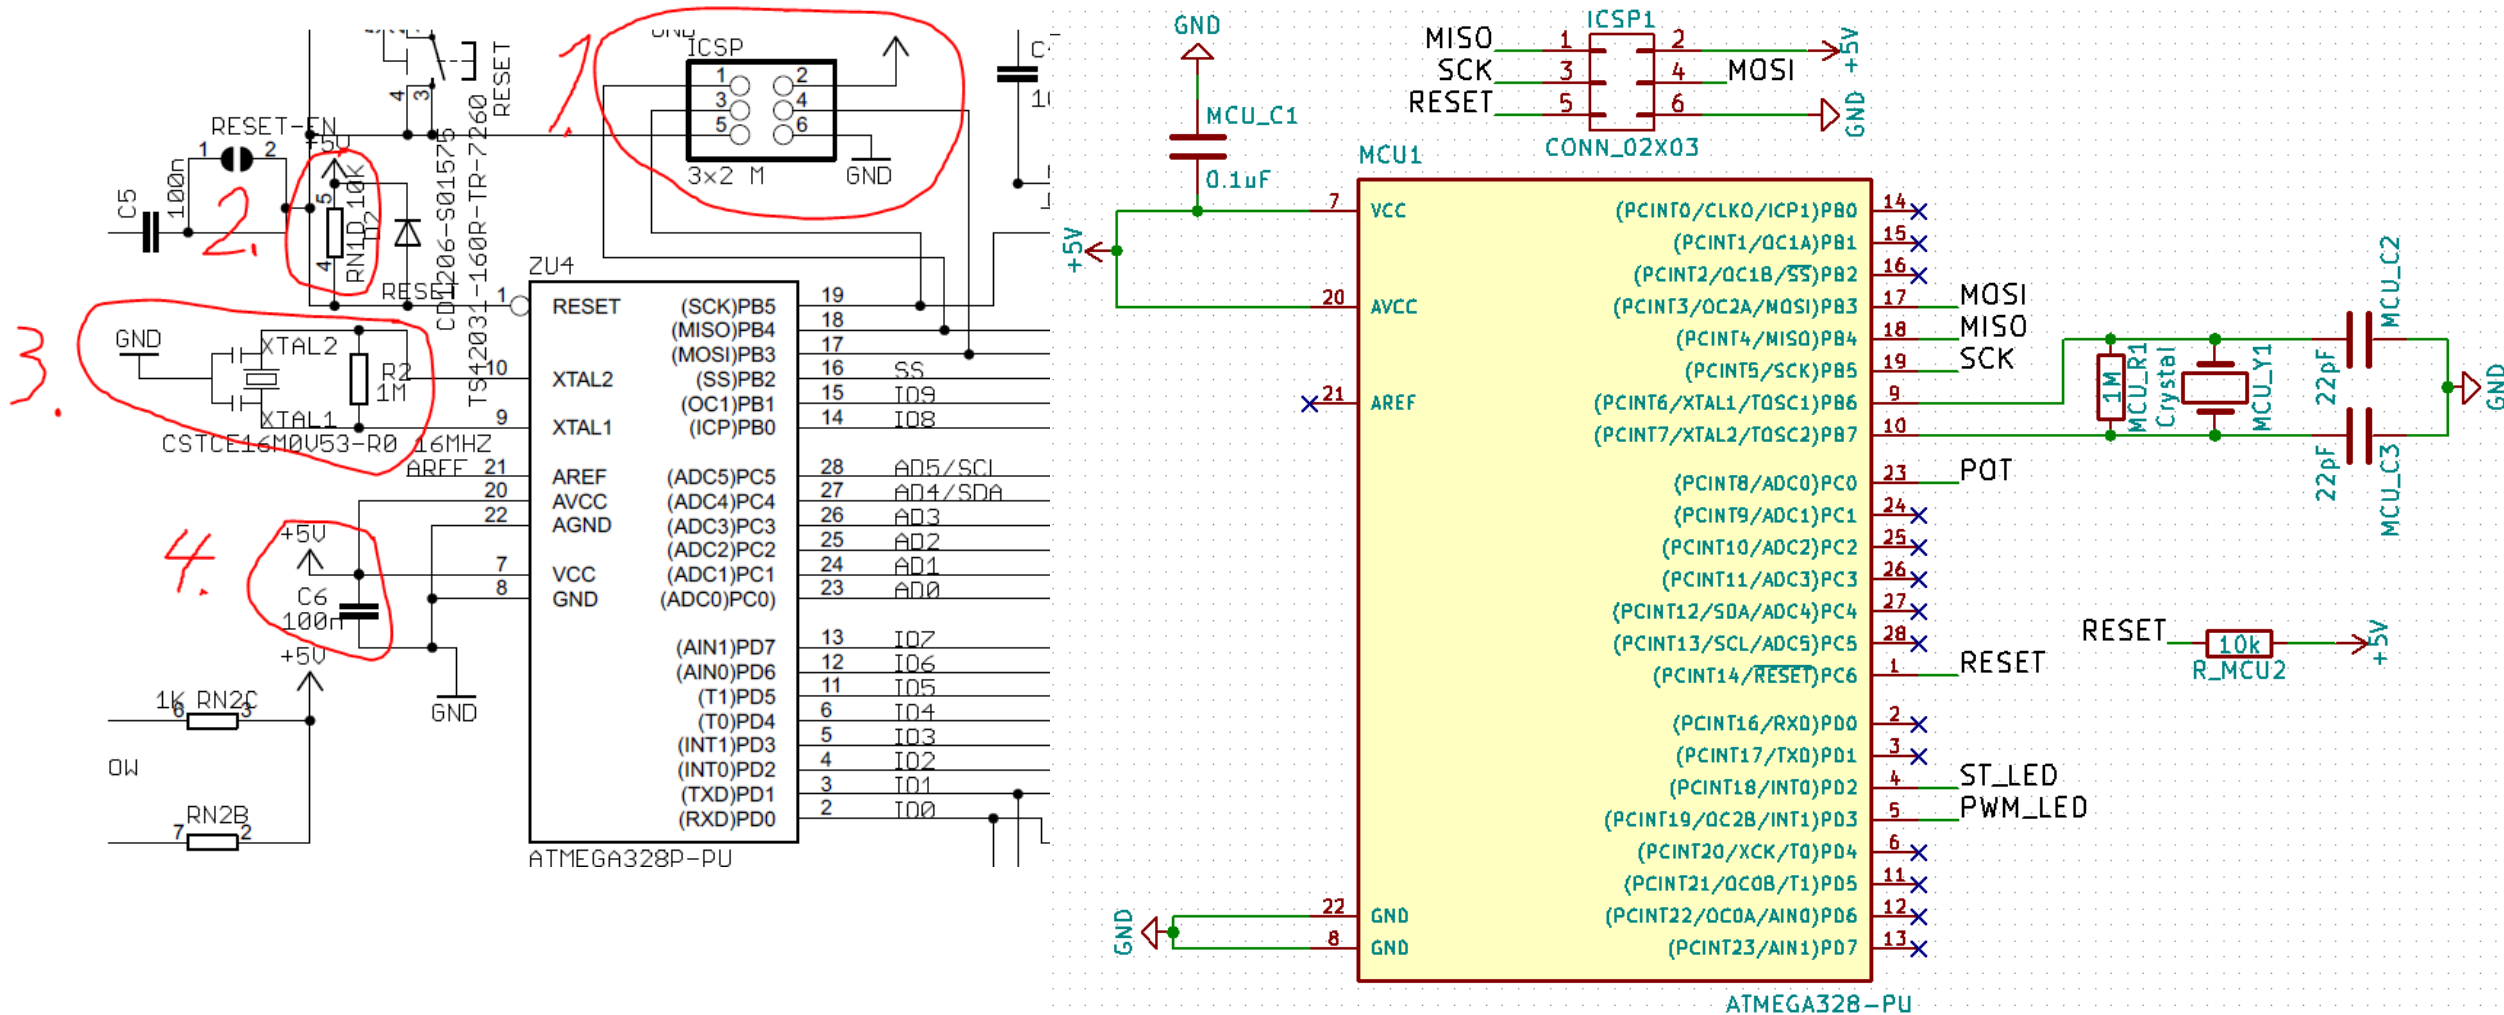 1.
GND
ICSP
1 2
3 4
5 6
3x2 M
GND
4 3
RESET
TS42031-160R-TR-7260
CD1206-S01575
RESET-EN
1 2
+5V
C5
100n
2.
5
4
RN1D 10K
D2
RESET
3.
GND
XTAL2
XTAL1
R2
1M
CSTCE16M0V53-R0 16MHZ
4.
+5V
C6
100n
GND
+5V
1K RN2C
6 3
RN2B
7 2
ZU4
1 RESET
10 XTAL2
9 XTAL1
AREF 21 AREF
20 AVCC
22 AGND
7 VCC
8 GND
(SCK)PB5 19
(MISO)PB4 18
(MOSI)PB3 17
(SS)PB2 16 SS
(OC1)PB1 15 IO9
(ICP)PB0 14 IO8
(ADC5)PC5 28 AD5/SCL
(ADC4)PC4 27 AD4/SDA
(ADC3)PC3 26 AD3
(ADC2)PC2 25 AD2
(ADC1)PC1 24 AD1
(ADC0)PC0) 23 AD0
(AIN1)PD7 13 IO7
(AIN0)PD6 12 IO6
(T1)PD5 11 IO5
(T0)PD4 6 IO4
(INT1)PD3 5 IO3
(INT0)PD2 4 IO2
(TXD)PD1 3 IO1
(RXD)PD0 2 IO0
ATMEGA328P-PU
GND
MCU_C1
0.1uF
+5V
ICSP1
MISO 1 2 +5V
SCK 3 4 MOSI
RESET 5 6 GND
CONN_02X03
MCU1
7 VCC
20 AVCC
21 AREF
22 GND
8 GND
GND
(PCINT0/CLKO/ICP1)PB0 14
(PCINT1/OC1A)PB1 15
(PCINT2/OC1B/SS)PB2 16
(PCINT3/OC2A/MOSI)PB3 17 MOSI
(PCINT4/MISO)PB4 18 MISO
(PCINT5/SCK)PB5 19 SCK
(PCINT6/XTAL1/TOSC1)PB6 9
(PCINT7/XTAL2/TOSC2)PB7 10
(PCINT8/ADC0)PC0 23 POT
(PCINT9/ADC1)PC1 24
(PCINT10/ADC2)PC2 25
(PCINT11/ADC3)PC3 26
(PCINT12/SDA/ADC4)PC4 27
(PCINT13/SCL/ADC5)PC5 28
(PCINT14/RESET)PC6 1 RESET
(PCINT16/RXD)PD0 2
(PCINT17/TXD)PD1 3
(PCINT18/INT0)PD2 4 ST_LED
(PCINT19/OC2B/INT1)PD3 5 PWM_LED
(PCINT20/XCK/T0)PD4 6
(PCINT21/OC0B/T1)PD5 11
(PCINT22/OC0A/AIN0)PD6 12
(PCINT23/AIN1)PD7 13
ATMEGA328-PU
1M
MCU_R1
Crystal
MCU_Y1
22pF
MCU_C2
22pF
MCU_C3
GND
RESET 10k +5V
R_MCU2